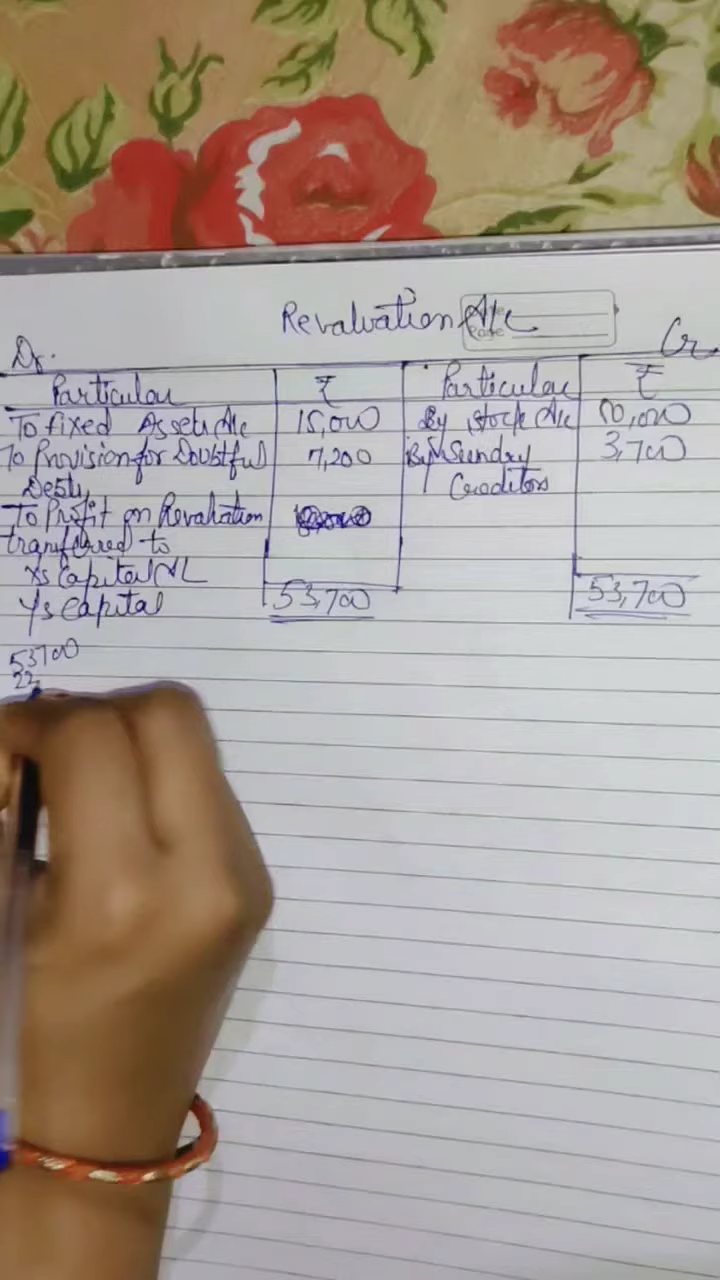 Revaluation A/c
Dr. Cr
Particular ₹ Particular ₹
To fixed Assets A/c 15,000 By Stock A/c 50,000
To Provision for Doubtful 7,200 By Sundry 3,700
Debts Creditors
To Profit on Revaluation
transferred to
X's Capital A/c
Y's Capital 53,700 53,700
53700
22